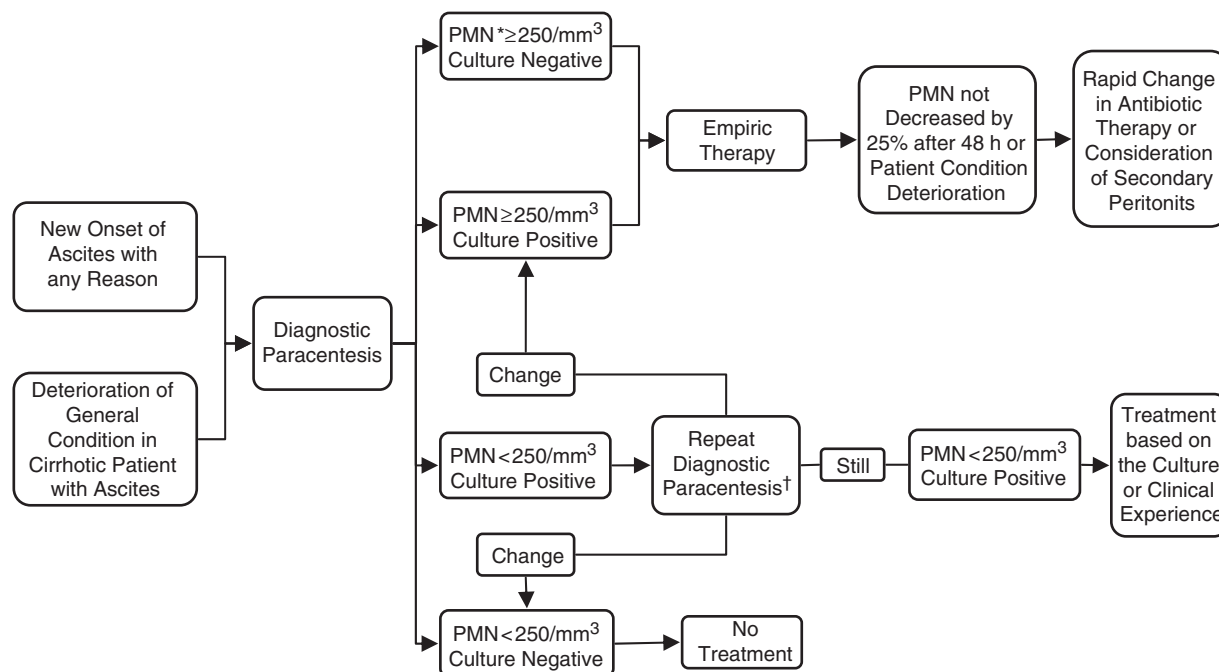 New Onset of
Ascites with
any Reason
Deterioration of
General
Condition in
Cirrhotic Patient
with Ascites
Diagnostic
Paracentesis
PMN*≥250/mm³
Culture Negative
PMN≥250/mm³
Culture Positive
Empiric
Therapy
PMN not
Decreased by
25% after 48 h or
Patient Condition
Deterioration
Rapid Change
in Antibiotic
Therapy or
Consideration
of Secondary
Peritonits
Change
PMN<250/mm³
Culture Positive
Repeat
Diagnostic
Paracentesis†
Still
PMN<250/mm³
Culture Positive
Treatment
based on
the Culture
or Clinical
Experience
Change
PMN<250/mm³
Culture Negative
No
Treatment